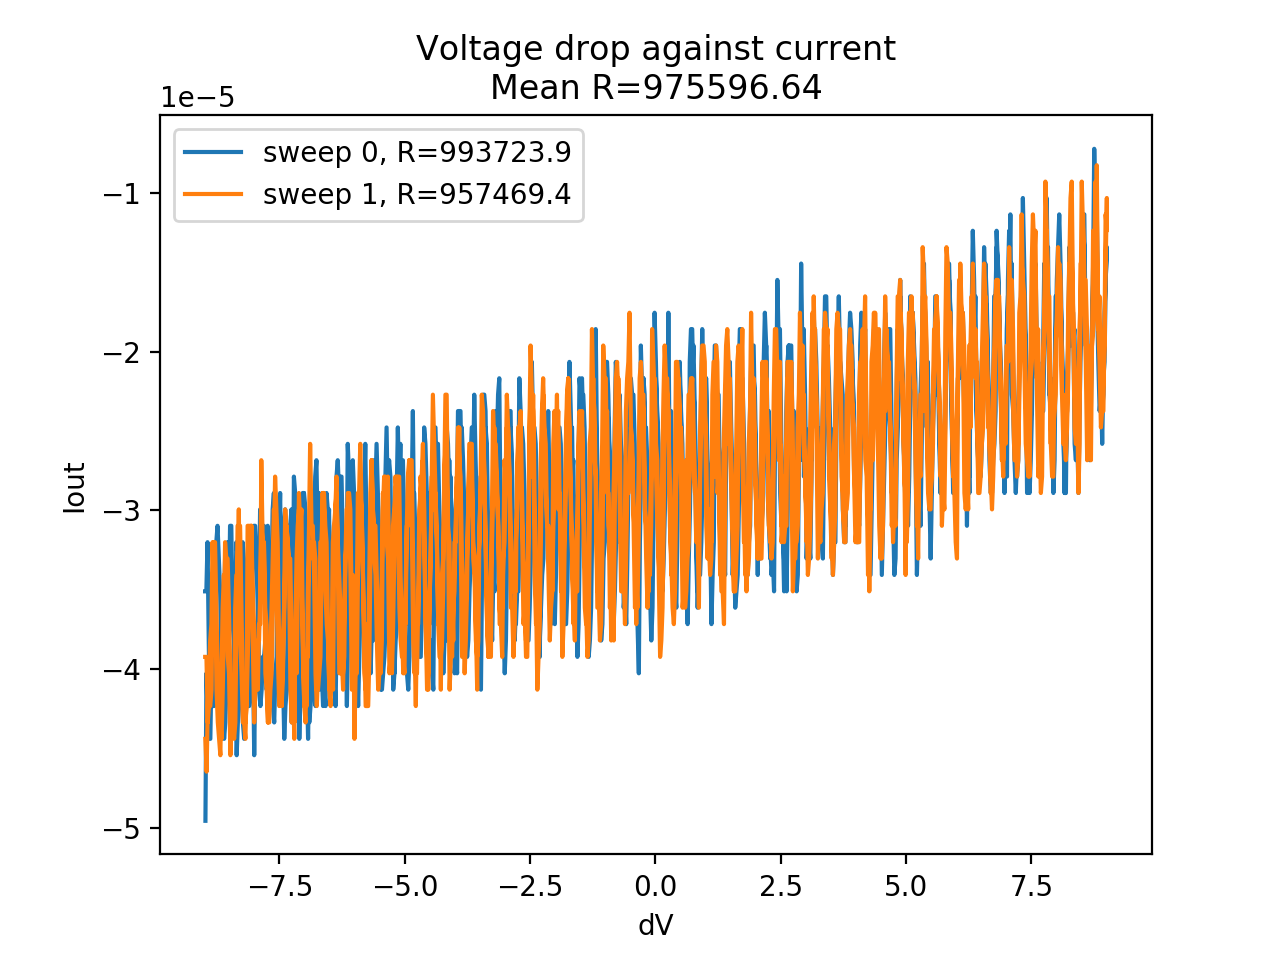 Voltage drop against current
Mean R=975596.64
1e−5
sweep 0, R=993723.9
sweep 1, R=957469.4
−1
−2
−3
−4
−5
Iout
−7.5 −5.0 −2.5 0.0 2.5 5.0 7.5
dV